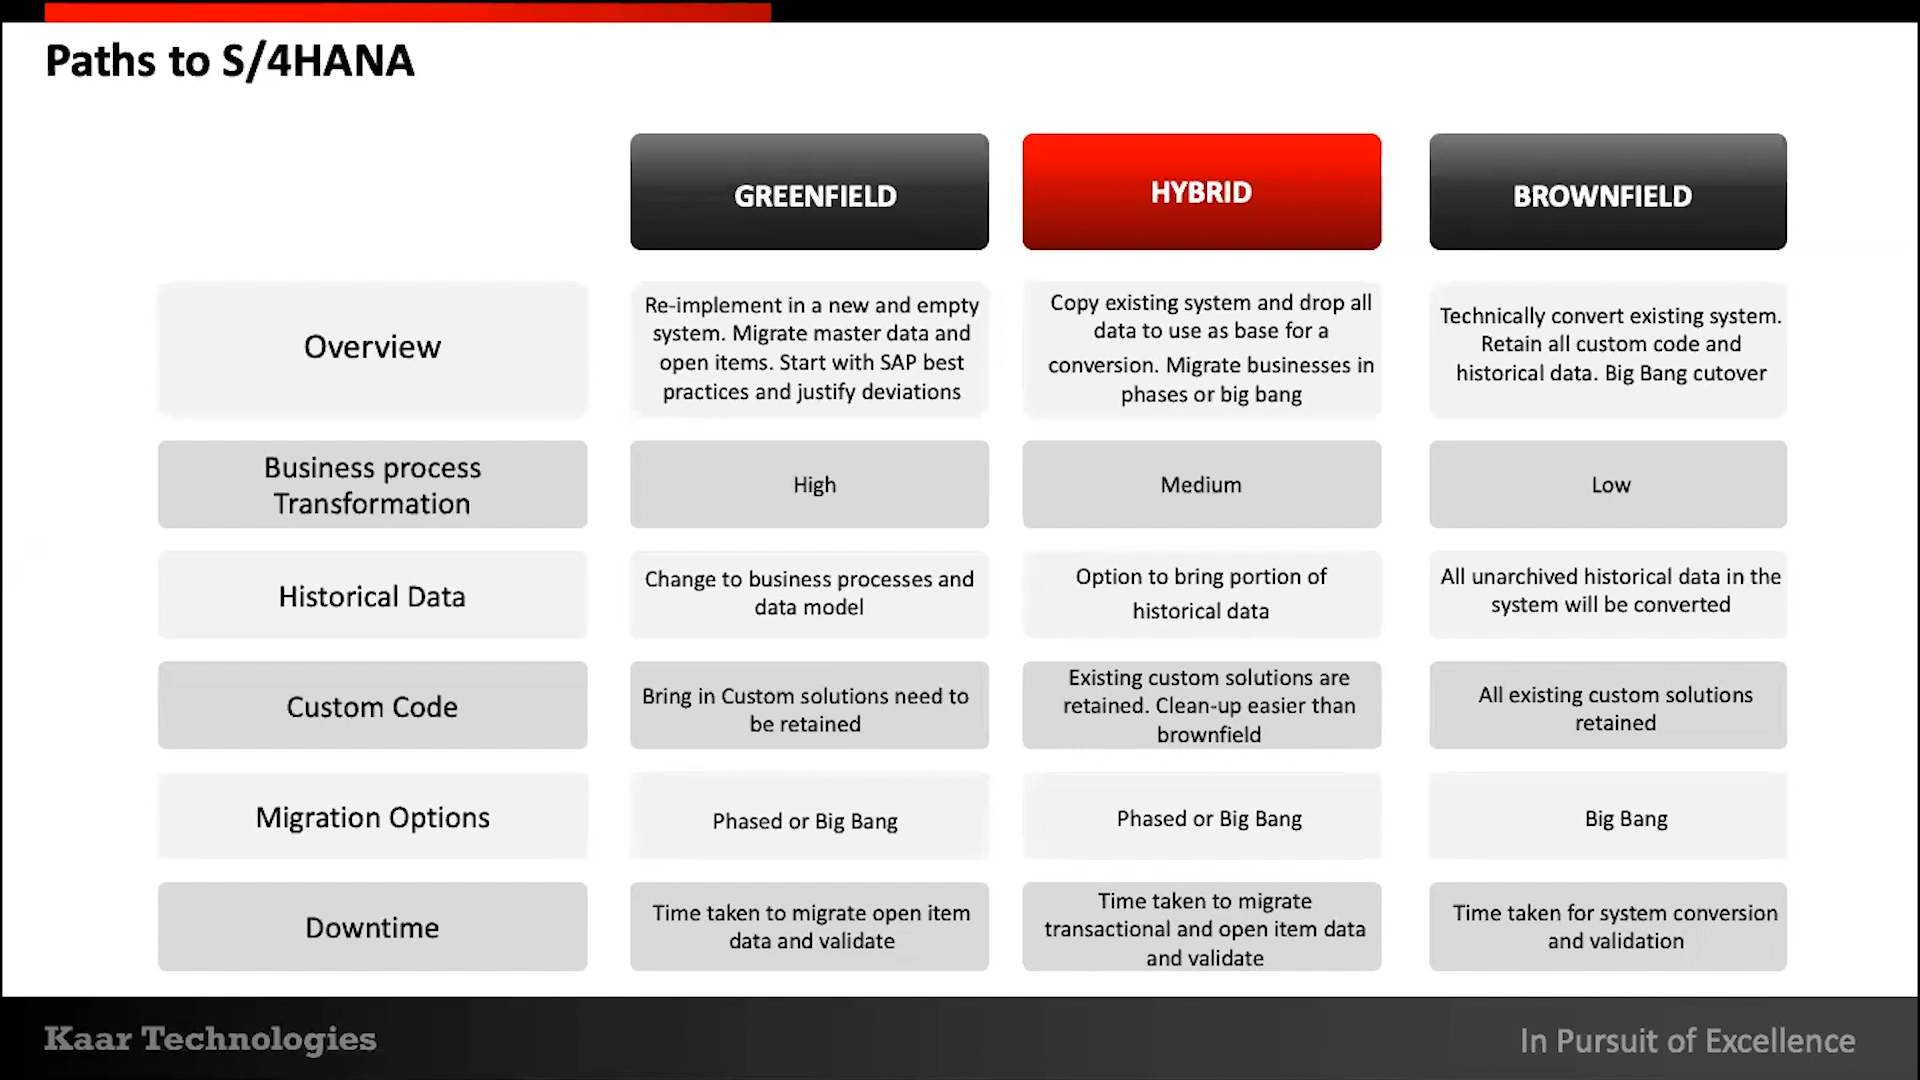 Paths to S/4HANA
GREENFIELD
HYBRID
BROWNFIELD
Overview
Re-implement in a new and empty
system. Migrate master data and
open items. Start with SAP best
practices and justify deviations
Copy existing system and drop all
data to use as base for a
conversion. Migrate businesses in
phases or big bang
Technically convert existing system.
Retain all custom code and
historical data. Big Bang cutover
Business process
Transformation
High
Medium
Low
Historical Data
Change to business processes and
data model
Option to bring portion of
historical data
All unarchived historical data in the
system will be converted
Custom Code
Bring in Custom solutions need to
be retained
Existing custom solutions are
retained. Clean-up easier than
brownfield
All existing custom solutions
retained
Migration Options
Phased or Big Bang
Phased or Big Bang
Big Bang
Downtime
Time taken to migrate open item
data and validate
Time taken to migrate
transactional and open item data
and validate
Time taken for system conversion
and validation
Kaar Technologies
In Pursuit of Excellence